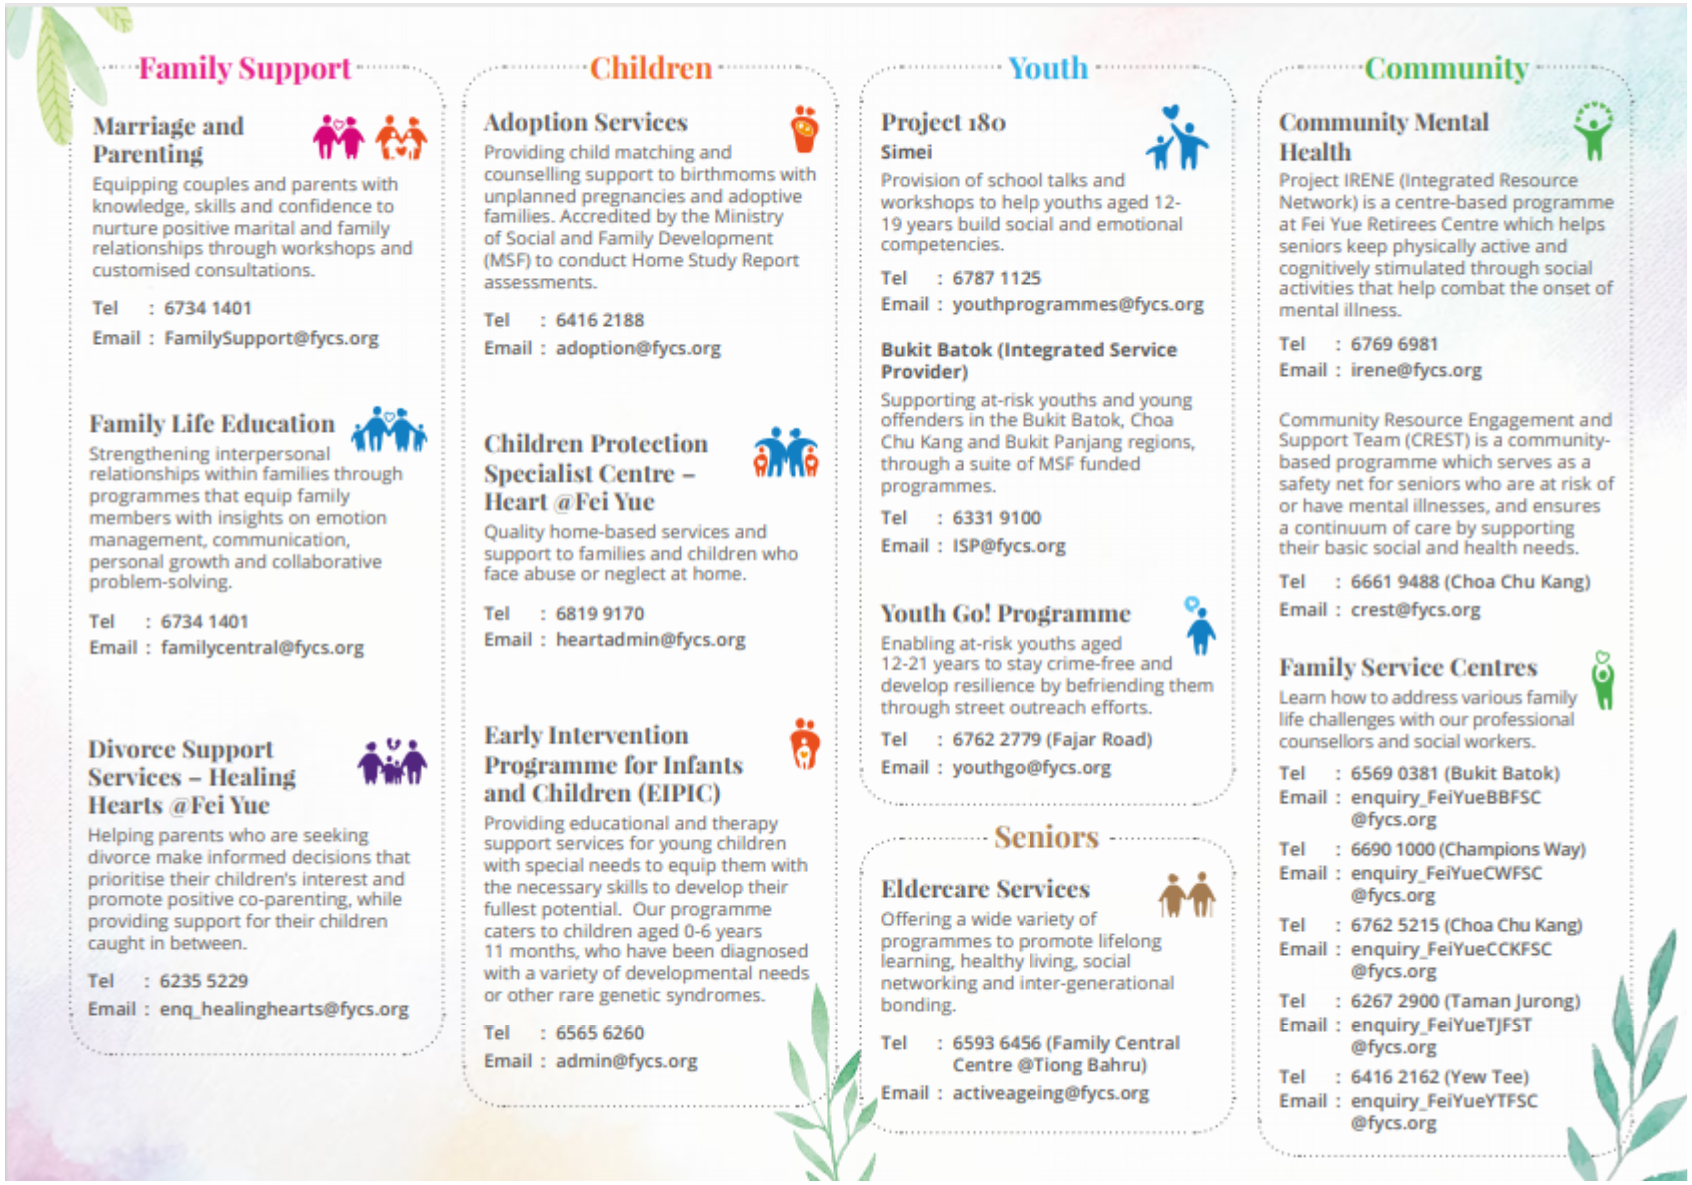 Family Support
Marriage and
Parenting
Equipping couples and parents with
knowledge, skills and confidence to
nurture positive marital and family
relationships through workshops and
customised consultations.
Tel : 6734 1401
Email : FamilySupport@fycs.org
Family Life Education
Strengthening interpersonal
relationships within families through
programmes that equip family
members with insights on emotion
management, communication,
personal growth and collaborative
problem-solving.
Tel : 6734 1401
Email : familycentral@fycs.org
Divorce Support
Services – Healing
Hearts @Fei Yue
Helping parents who are seeking
divorce make informed decisions that
prioritise their children's interest and
promote positive co-parenting, while
providing support for their children
caught in between.
Tel : 6235 5229
Email : enq_healinghearts@fycs.org
Children
Adoption Services
Providing child matching and
counselling support to birthmoms with
unplanned pregnancies and adoptive
families. Accredited by the Ministry
of Social and Family Development
(MSF) to conduct Home Study Report
assessments.
Tel : 6416 2188
Email : adoption@fycs.org
Children Protection
Specialist Centre –
Heart @Fei Yue
Quality home-based services and
support to families and children who
face abuse or neglect at home.
Tel : 6819 9170
Email : heartadmin@fycs.org
Early Intervention
Programme for Infants
and Children (EIPIC)
Providing educational and therapy
support services for young children
with special needs to equip them with
the necessary skills to develop their
fullest potential. Our programme
caters to children aged 0-6 years
11 months, who have been diagnosed
with a variety of developmental needs
or other rare genetic syndromes.
Tel : 6565 6260
Email : admin@fycs.org
Youth
Project 180
Simei
Provision of school talks and
workshops to help youths aged 12-
19 years build social and emotional
competencies.
Tel : 6787 1125
Email : youthprogrammes@fycs.org
Bukit Batok (Integrated Service
Provider)
Supporting at-risk youths and young
offenders in the Bukit Batok, Choa
Chu Kang and Bukit Panjang regions,
through a suite of MSF funded
programmes.
Tel : 6331 9100
Email : ISP@fycs.org
Youth Go! Programme
Enabling at-risk youths aged
12-21 years to stay crime-free and
develop resilience by befriending them
through street outreach efforts.
Tel : 6762 2779 (Fajar Road)
Email : youthgo@fycs.org
Seniors
Eldercare Services
Offering a wide variety of
programmes to promote lifelong
learning, healthy living, social
networking and inter-generational
bonding.
Tel : 6593 6456 (Family Central
Centre @Tiong Bahru)
Email : activeageing@fycs.org
Community
Community Mental
Health
Project IRENE (Integrated Resource
Network) is a centre-based programme
at Fei Yue Retirees Centre which helps
seniors keep physically active and
cognitively stimulated through social
activities that help combat the onset of
mental illness.
Tel : 6769 6981
Email : irene@fycs.org
Community Resource Engagement and
Support Team (CREST) is a community-
based programme which serves as a
safety net for seniors who are at risk of
or have mental illnesses, and ensures
a continuum of care by supporting
their basic social and health needs.
Tel : 6661 9488 (Choa Chu Kang)
Email : crest@fycs.org
Family Service Centres
Learn how to address various family
life challenges with our professional
counsellors and social workers.
Tel : 6569 0381 (Bukit Batok)
Email : enquiry_FeiYueBBFSC
@fycs.org
Tel : 6690 1000 (Champions Way)
Email : enquiry_FeiYueCWFSC
@fycs.org
Tel : 6762 5215 (Choa Chu Kang)
Email : enquiry_FeiYueCCKFSC
@fycs.org
Tel : 6267 2900 (Taman Jurong)
Email : enquiry_FeiYueTJFST
@fycs.org
Tel : 6416 2162 (Yew Tee)
Email : enquiry_FeiYueYTFSC
@fycs.org